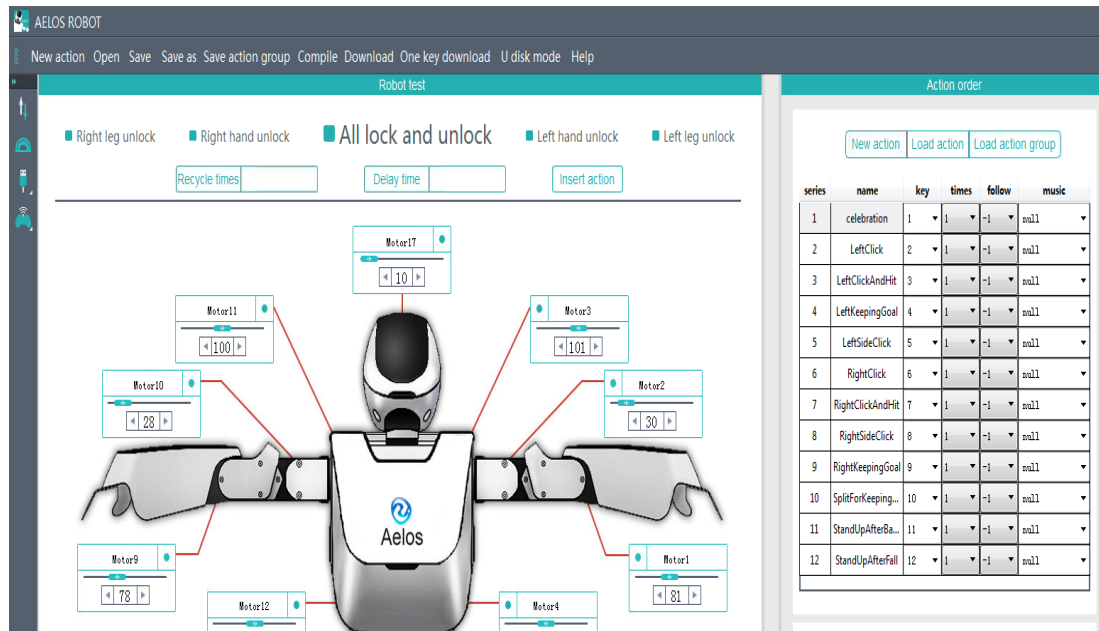 AELOS ROBOT
New action Open Save Save as Save action group Compile Download One key download U disk mode Help
Robot test
Right leg unlock Right hand unlock All lock and unlock Left hand unlock Left leg unlock
Recycle times Delay time Insert action
Motor17
10
Motor11
100
Motor3
101
Motor10
28
Motor2
30
Aelos
Motor9
78
Motor1
81
Motor12
Motor4
Action order
New action Load action Load action group
series name key times follow music
1 celebration 1 1 -1 null
2 LeftClick 2 1 -1 null
3 LeftClickAndHit 3 1 -1 null
4 LeftKeepingGoal 4 1 -1 null
5 LeftSideClick 5 1 -1 null
6 RightClick 6 1 -1 null
7 RightClickAndHit 7 1 -1 null
8 RightSideClick 8 1 -1 null
9 RightKeepingGoal 9 1 -1 null
10 SplitForKeeping... 10 1 -1 null
11 StandUpAfterBa... 11 1 -1 null
12 StandUpAfterFall 12 1 -1 null